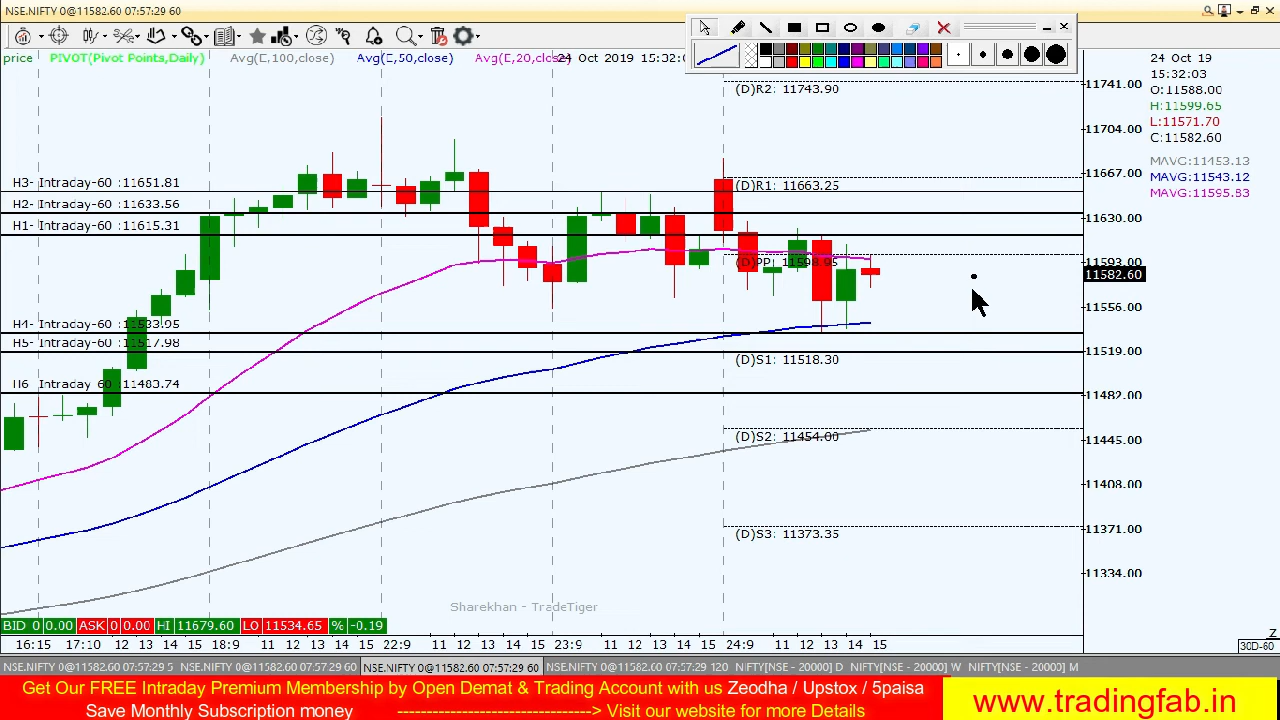 NSE.NIFTY 0@11582.60 07:57:29 60
price PIVOT(Pivot Points,Daily) Avg(E,100,close) Avg(E,50,close) Avg(E,20,close) 24 Oct 2019 15:32:0
24 Oct 19
15:32:03
O:11588.00
H:11599.65
L:11571.70
C:11582.60
MAVG:11453.13
MAVG:11543.12
MAVG:11595.83
(D)R2: 11743.90
H3- Intraday-60 :11651.81
(D)R1: 11663.25
H2- Intraday-60 :11633.56
H1- Intraday-60 :11615.31
(D)PP: 11598.95
H4- Intraday-60 :11533.95
H5- Intraday-60 :11517.98
(D)S1: 11518.30
H6 Intraday 60 :11483.74
(D)S2: 11454.00
(D)S3: 11373.35
11741.00
11704.00
11667.00
11630.00
11593.00
11582.60
11556.00
11519.00
11482.00
11445.00
11408.00
11371.00
11334.00
Sharekhan - TradeTiger
BID 0 0.00 ASK 0 0.00 HI 11679.60 LO 11534.65 % -0.19
16:15 17:10 11 12 13 14 15 18:9 11 12 13 14 15 22:9 11 12 13 14 15 23:9 11 12 13 14 15 24:9 11 12 13 14 15
Z
30D-60
NSE.NIFTY 0@11582.60 07:57:29 5 NSE.NIFTY 0@11582.60 07:57:29 60 NSE.NIFTY 0@11582.60 07:57:29 60 NSE.NIFTY 0@11582.60 07:57:29 120 NIFTY[NSE - 20000] D NIFTY[NSE - 20000] W NIFTY[NSE - 20000] M
Get Our FREE Intraday Premium Membership by Open Demat & Trading Account with us Zeodha / Upstox / 5paisa
Save Monthly Subscription money --------------------------------> Visit our website for more Details
www.tradingfab.in